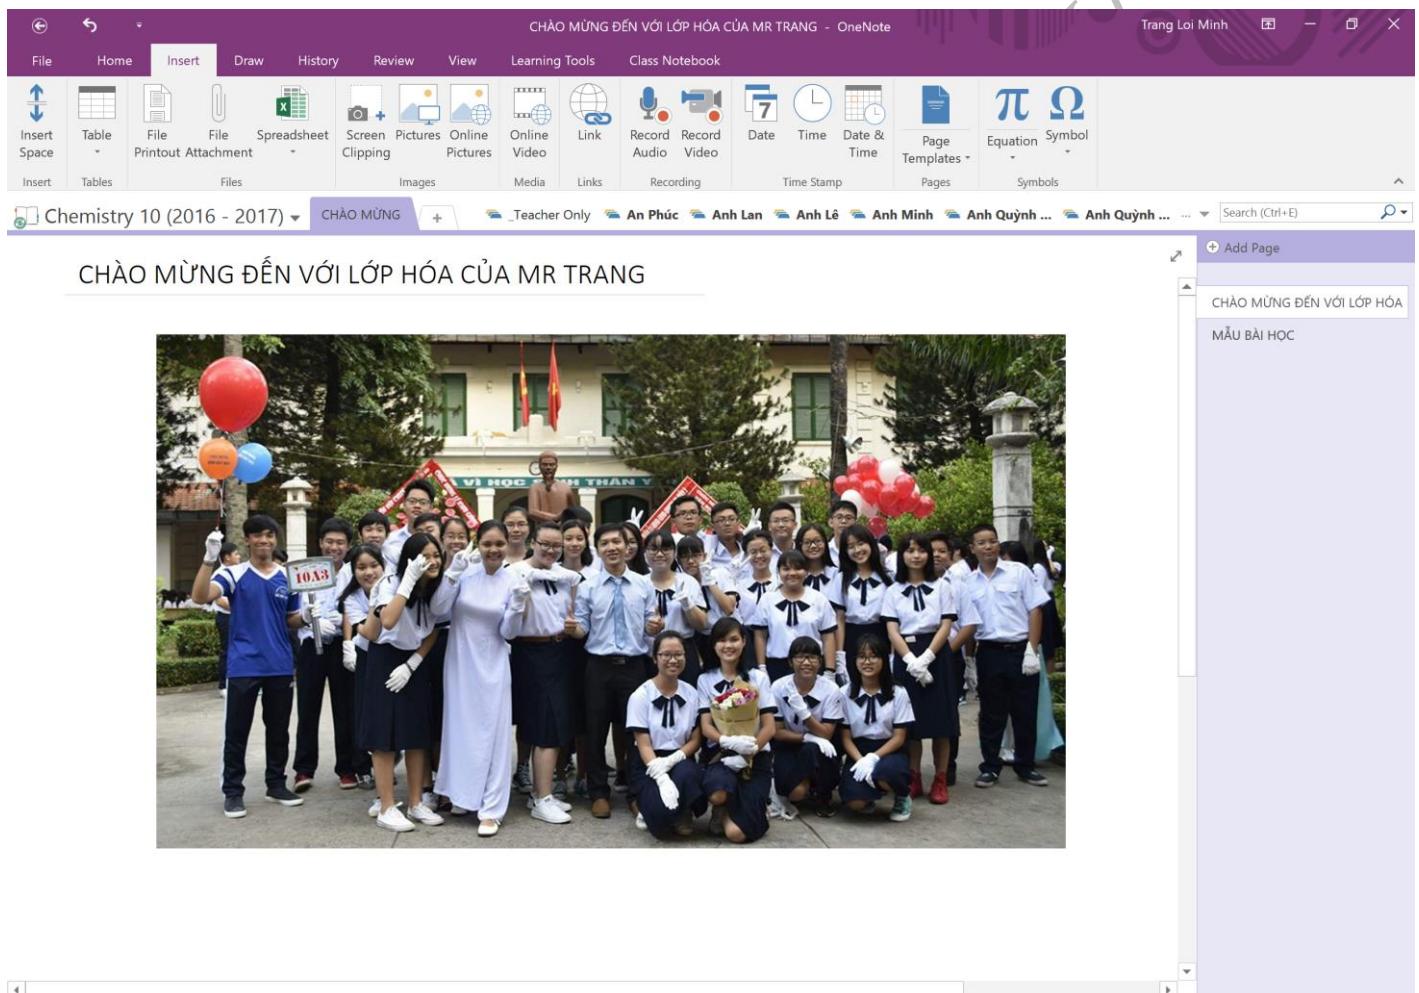 CHÀO MỪNG ĐẾN VỚI LỚP HÓA CỦA MR TRANG - OneNote
Trang Loi Minh
File Home Insert Draw History Review View Learning Tools Class Notebook
Insert Space
Table
File Printout
File Attachment
Spreadsheet
Screen Clipping
Pictures
Online Pictures
Online Video
Link
Record Audio
Record Video
Date
Time
Date & Time
Page Templates
π
Equation
Ω
Symbol
Insert Tables Files Images Media Links Recording Time Stamp Pages Symbols
Chemistry 10 (2016 - 2017)
CHÀO MỪNG
+
_Teacher Only An Phúc Anh Lan Anh Lê Anh Minh Anh Quỳnh ... Anh Quỳnh ... ...
Search (Ctrl+E)
Add Page
CHÀO MỪNG ĐẾN VỚI LỚP HÓA
MẪU BÀI HỌC
CHÀO MỪNG ĐẾN VỚI LỚP HÓA CỦA MR TRANG
VÌ HỌC
THÂN
10A3